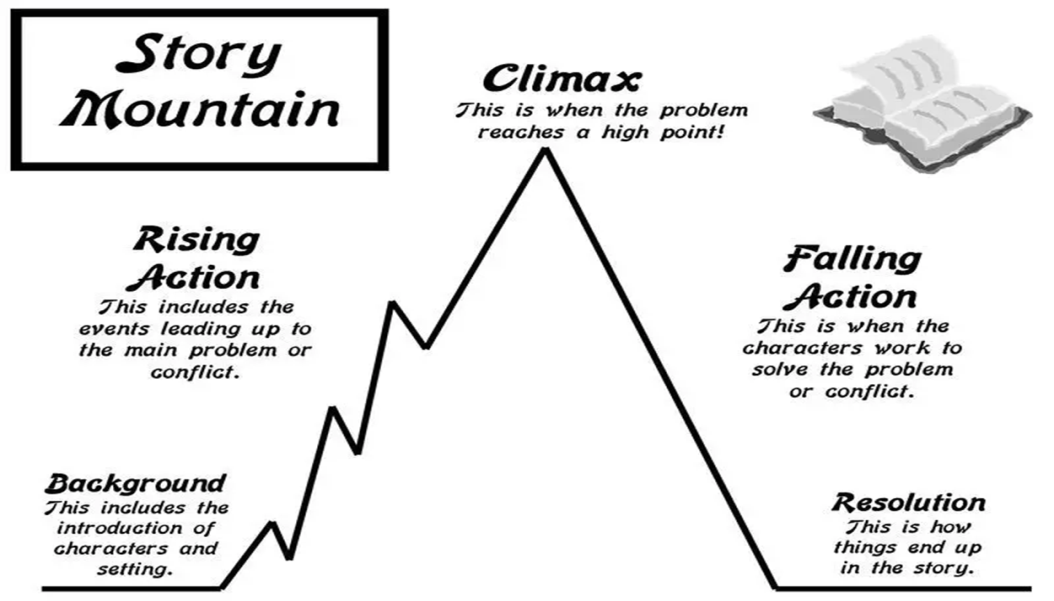 Story
Mountain
Climax
This is when the problem
reaches a high point!
Rising
Action
This includes the
events leading up to
the main problem or
conflict.
Falling
Action
This is when the
characters work to
solve the problem
or conflict.
Background
This includes the
introduction of
characters and
setting.
Resolution
This is how
things end up
in the story.